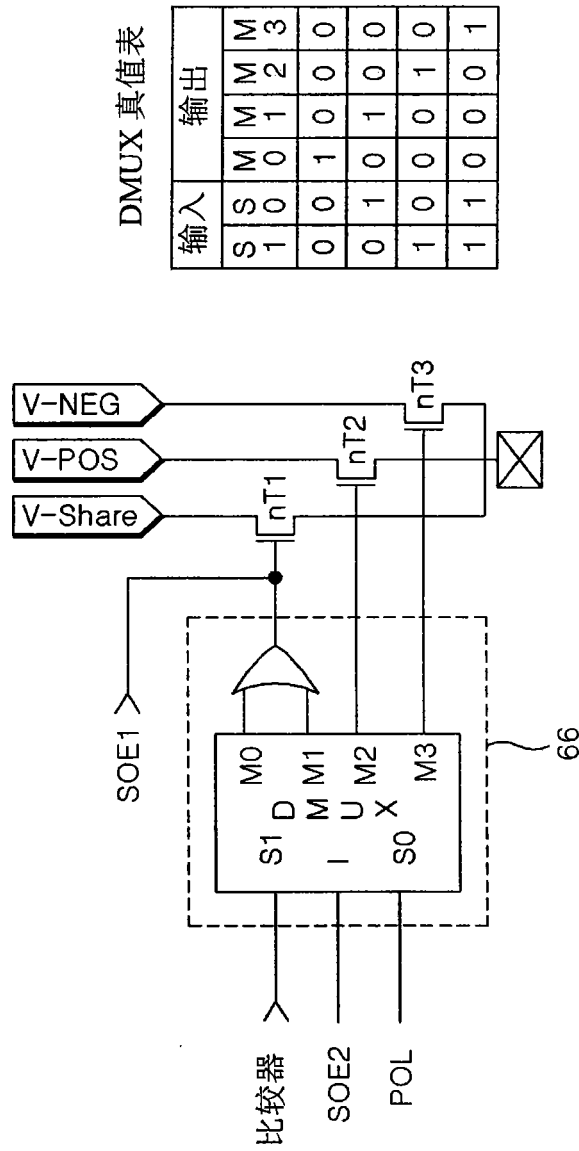 DMUX 真值表
输入 输出
S1 S0 M0 M1 M2 M3
0 0 1 0 0 0
0 1 0 1 0 0
1 0 0 0 1 0
1 1 0 0 0 1
V-NEG
V-POS
V-Share
nT1
nT2
nT3
SOE1
M0
M1
M2
M3
DMUX
S1
I
S0
66
比较器
SOE2
POL